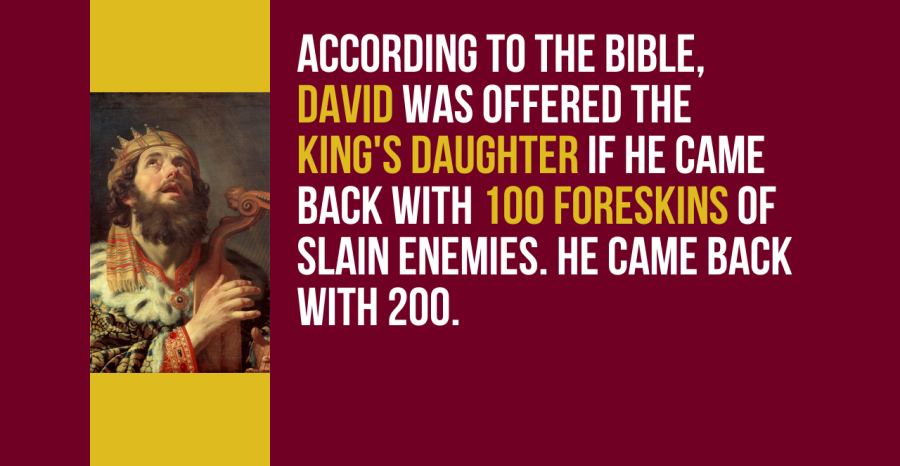 ACCORDING TO THE BIBLE,
DAVID WAS OFFERED THE
KING'S DAUGHTER IF HE CAME
BACK WITH 100 FORESKINS OF
SLAIN ENEMIES. HE CAME BACK
WITH 200.